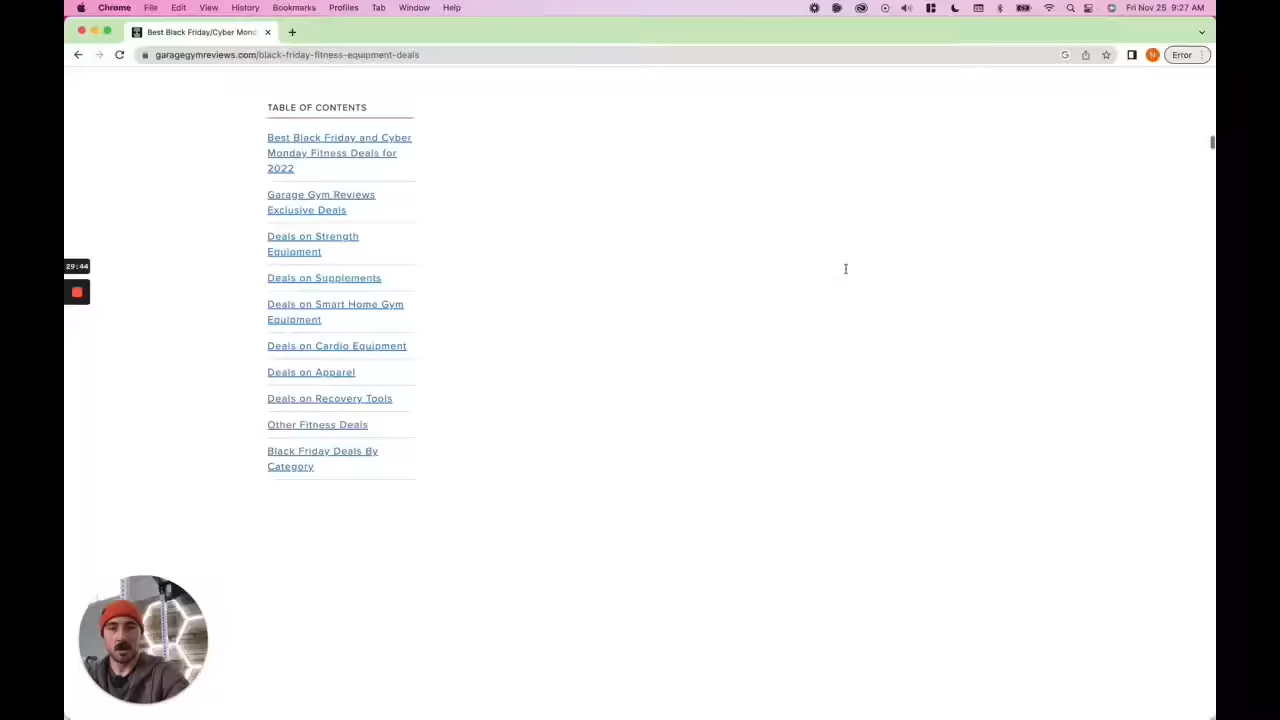 Chrome File Edit View History Bookmarks Profiles Tab Window Help Fri Nov 25 9:27 AM
Best Black Friday/Cyber Mond
garagegymreviews.com/black-friday-fitness-equipment-deals Error
TABLE OF CONTENTS
Best Black Friday and Cyber
Monday Fitness Deals for
2022
Garage Gym Reviews
Exclusive Deals
Deals on Strength
Equipment
29:44
Deals on Supplements
Deals on Smart Home Gym
Equipment
Deals on Cardio Equipment
Deals on Apparel
Deals on Recovery Tools
Other Fitness Deals
Black Friday Deals By
Category